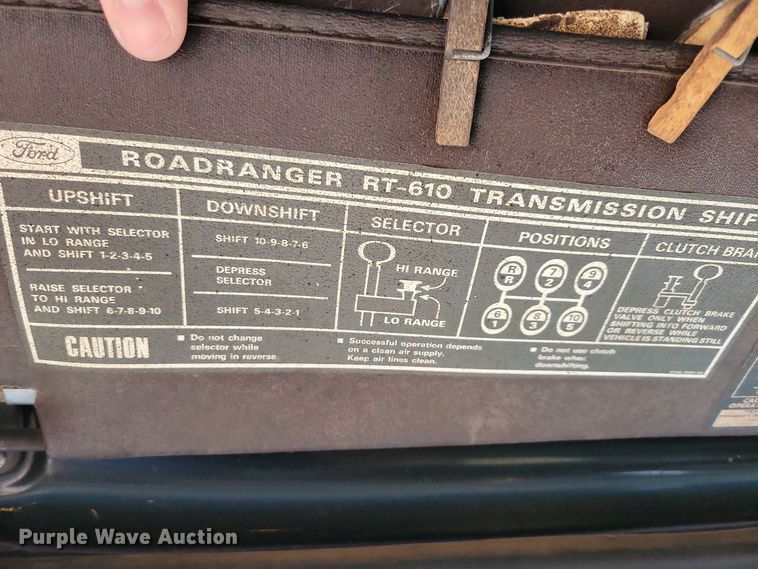 Ford
ROADRANGER RT-610 TRANSMISSION
UPSHIFT
START WITH SELECTOR
IN LO RANGE
AND SHIFT 1-2-3-4-5
RAISE SELECTOR
TO HI RANGE
AND SHIFT 6-7-8-9-10
DOWNSHIFT
SHIFT 10-9-8-7-6
DEPRESS
SELECTOR
SHIFT 5-4-3-2-1
SELECTOR
HI RANGE
LO RANGE
POSITIONS
R 7 9
R 2 4
6 8 10
1 3 5
CLUTCH
DEPRESS CLUTCH BRAKE
VALVE ONLY WHEN
SHIFTING INTO FORWARD
OR REVERSE WHILE
VEHICLE IS STANDING STILL
CAUTION
▪ Do not change
selector while
moving in reverse.
▪ Successful operation depends
on a clean air supply.
Keep air lines clean.
▪ Do not use clutch
brake when
downshifting.
Purple Wave Auction